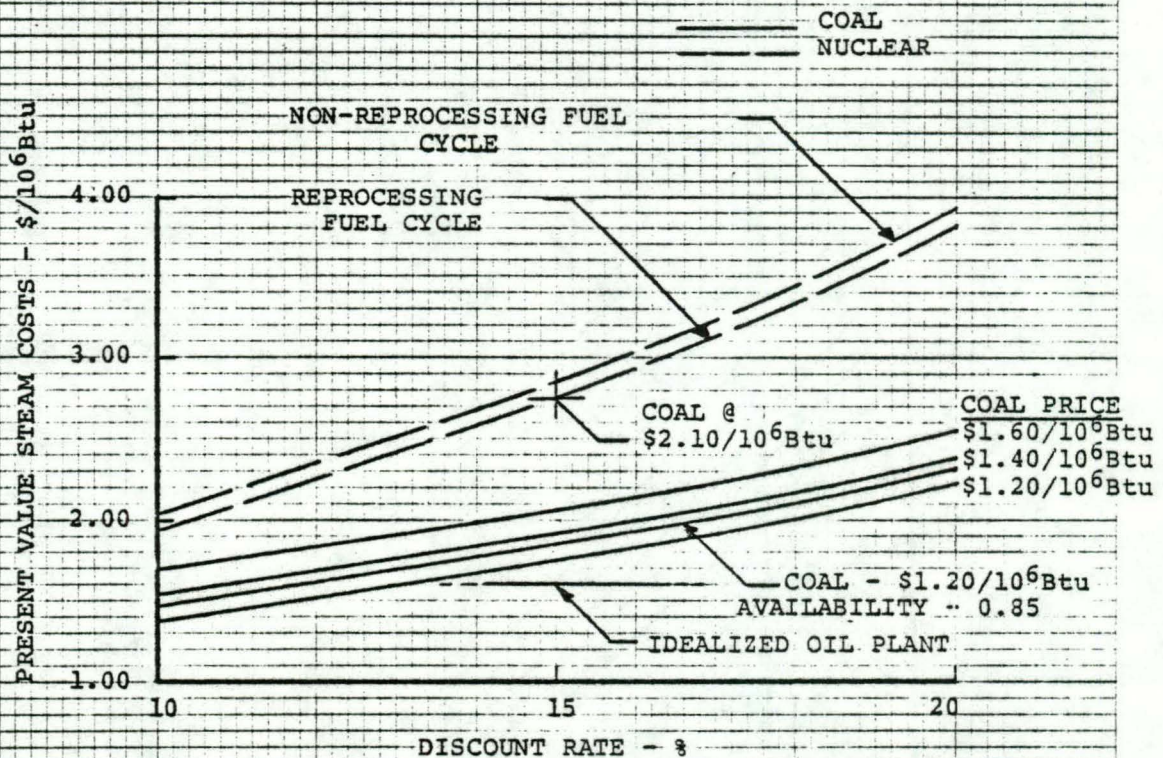 COAL
NUCLEAR
NON-REPROCESSING FUEL
CYCLE
REPROCESSING
FUEL CYCLE
PRESENT VALUE STEAM COSTS - $/10⁶Btu
4.00
3.00
2.00
1.00
COAL @
$2.10/10⁶Btu
COAL PRICE
$1.60/10⁶Btu
$1.40/10⁶Btu
$1.20/10⁶Btu
COAL - $1.20/10⁶Btu
AVAILABILITY - 0.85
IDEALIZED OIL PLANT
10
15
20
DISCOUNT RATE - %